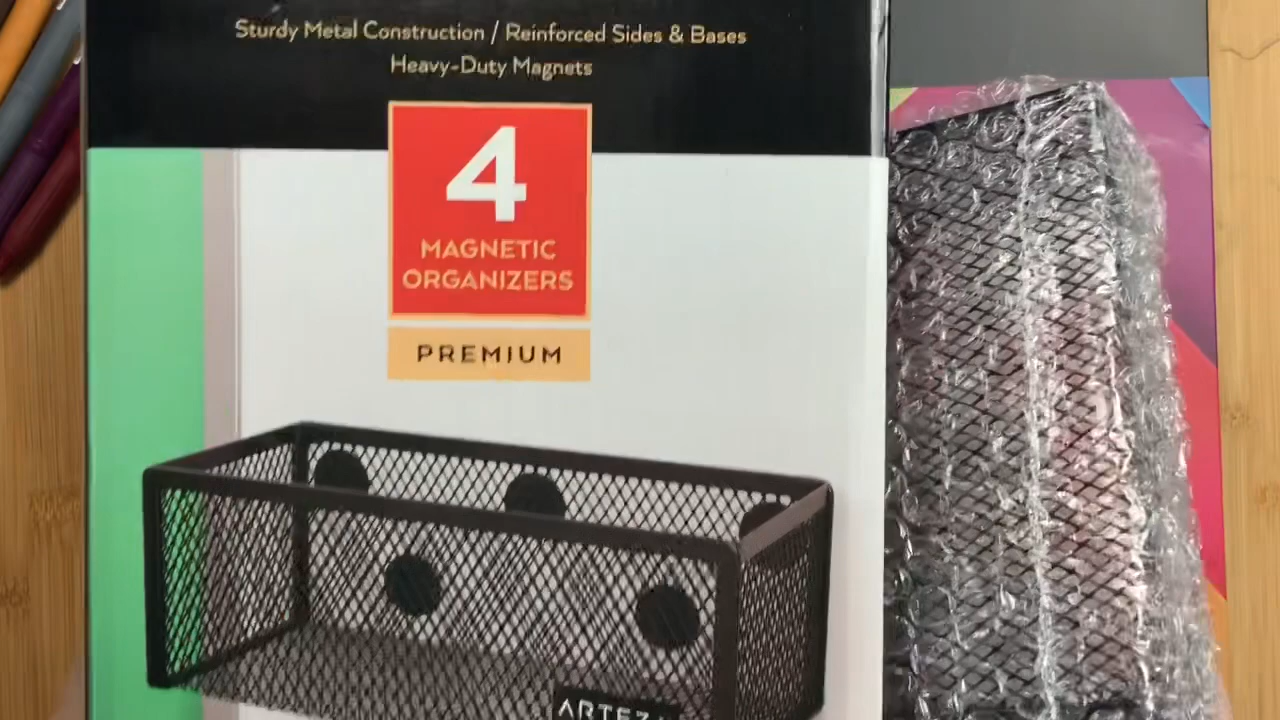 Sturdy Metal Construction / Reinforced Sides & Bases
Heavy-Duty Magnets
4
MAGNETIC
ORGANIZERS
PREMIUM